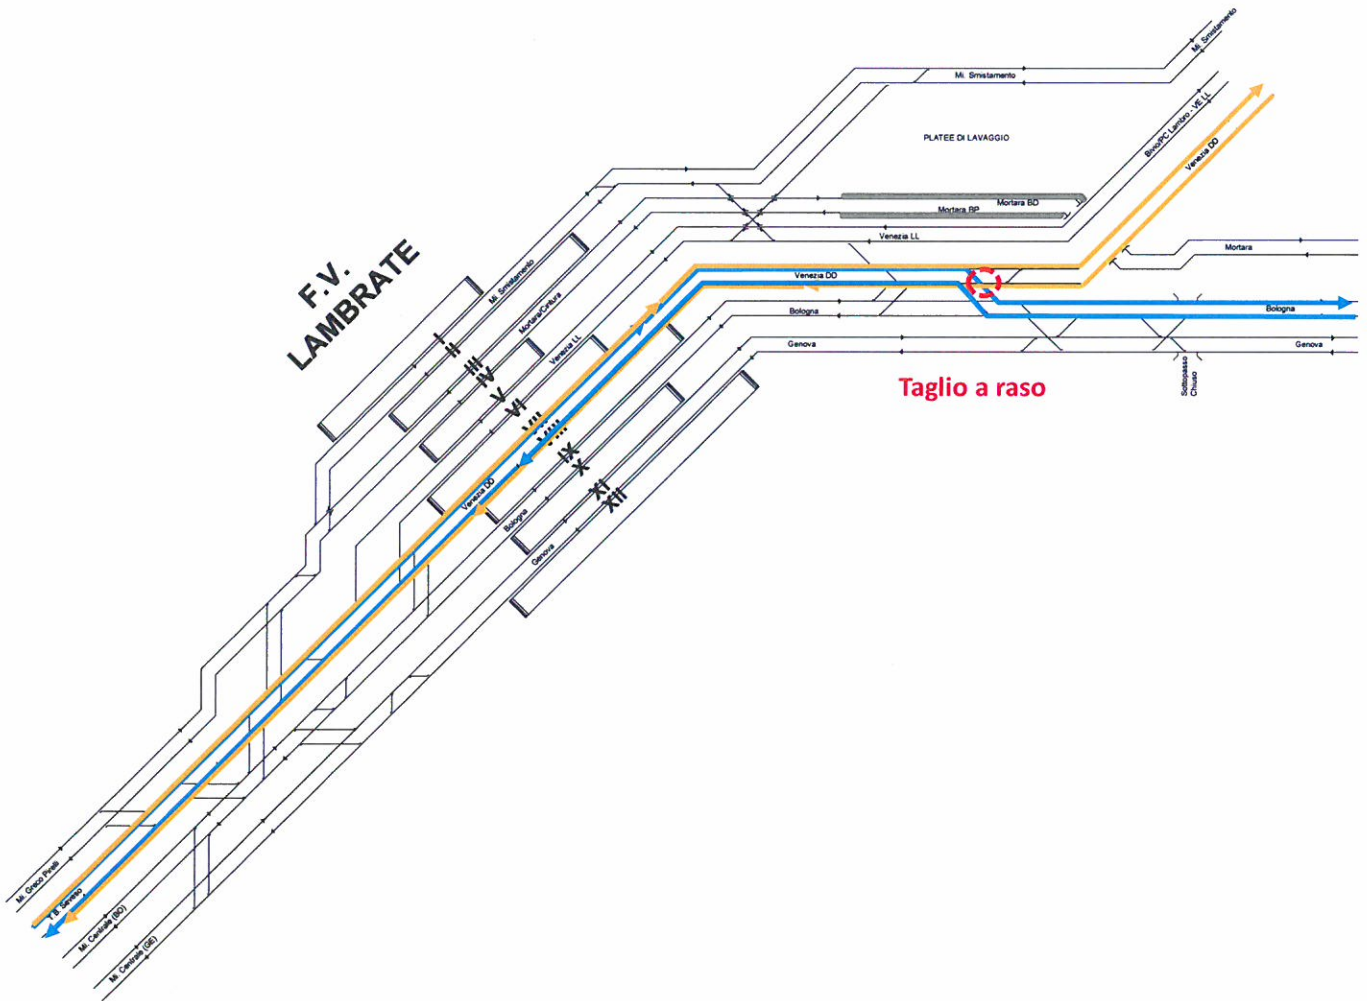 Mi. Smistamento
Mi. Smistamento
Mi. Smistamento
Bivio/PC Lambro - VE LL
PLATEE DI LAVAGGIO
Venezia DD
Mortara BD
Mortara BP
Venezia LL
Mortara
F.V.
LAMBRATE
Mi. Smistamento
Venezia DD
Mortara/Cintura
Bologna
Bologna
Venezia LL
Genova
Genova
Taglio a raso
Sottopasso
Chiuso
I
II
III
IV
V
VI
VII
VIII
IX
X
XI
XII
Venezia DD
Bologna
Genova
Mi. Greco Pirelli
T.B. Seveso
Mi. Centrale (BO)
Mi. Centrale (GE)